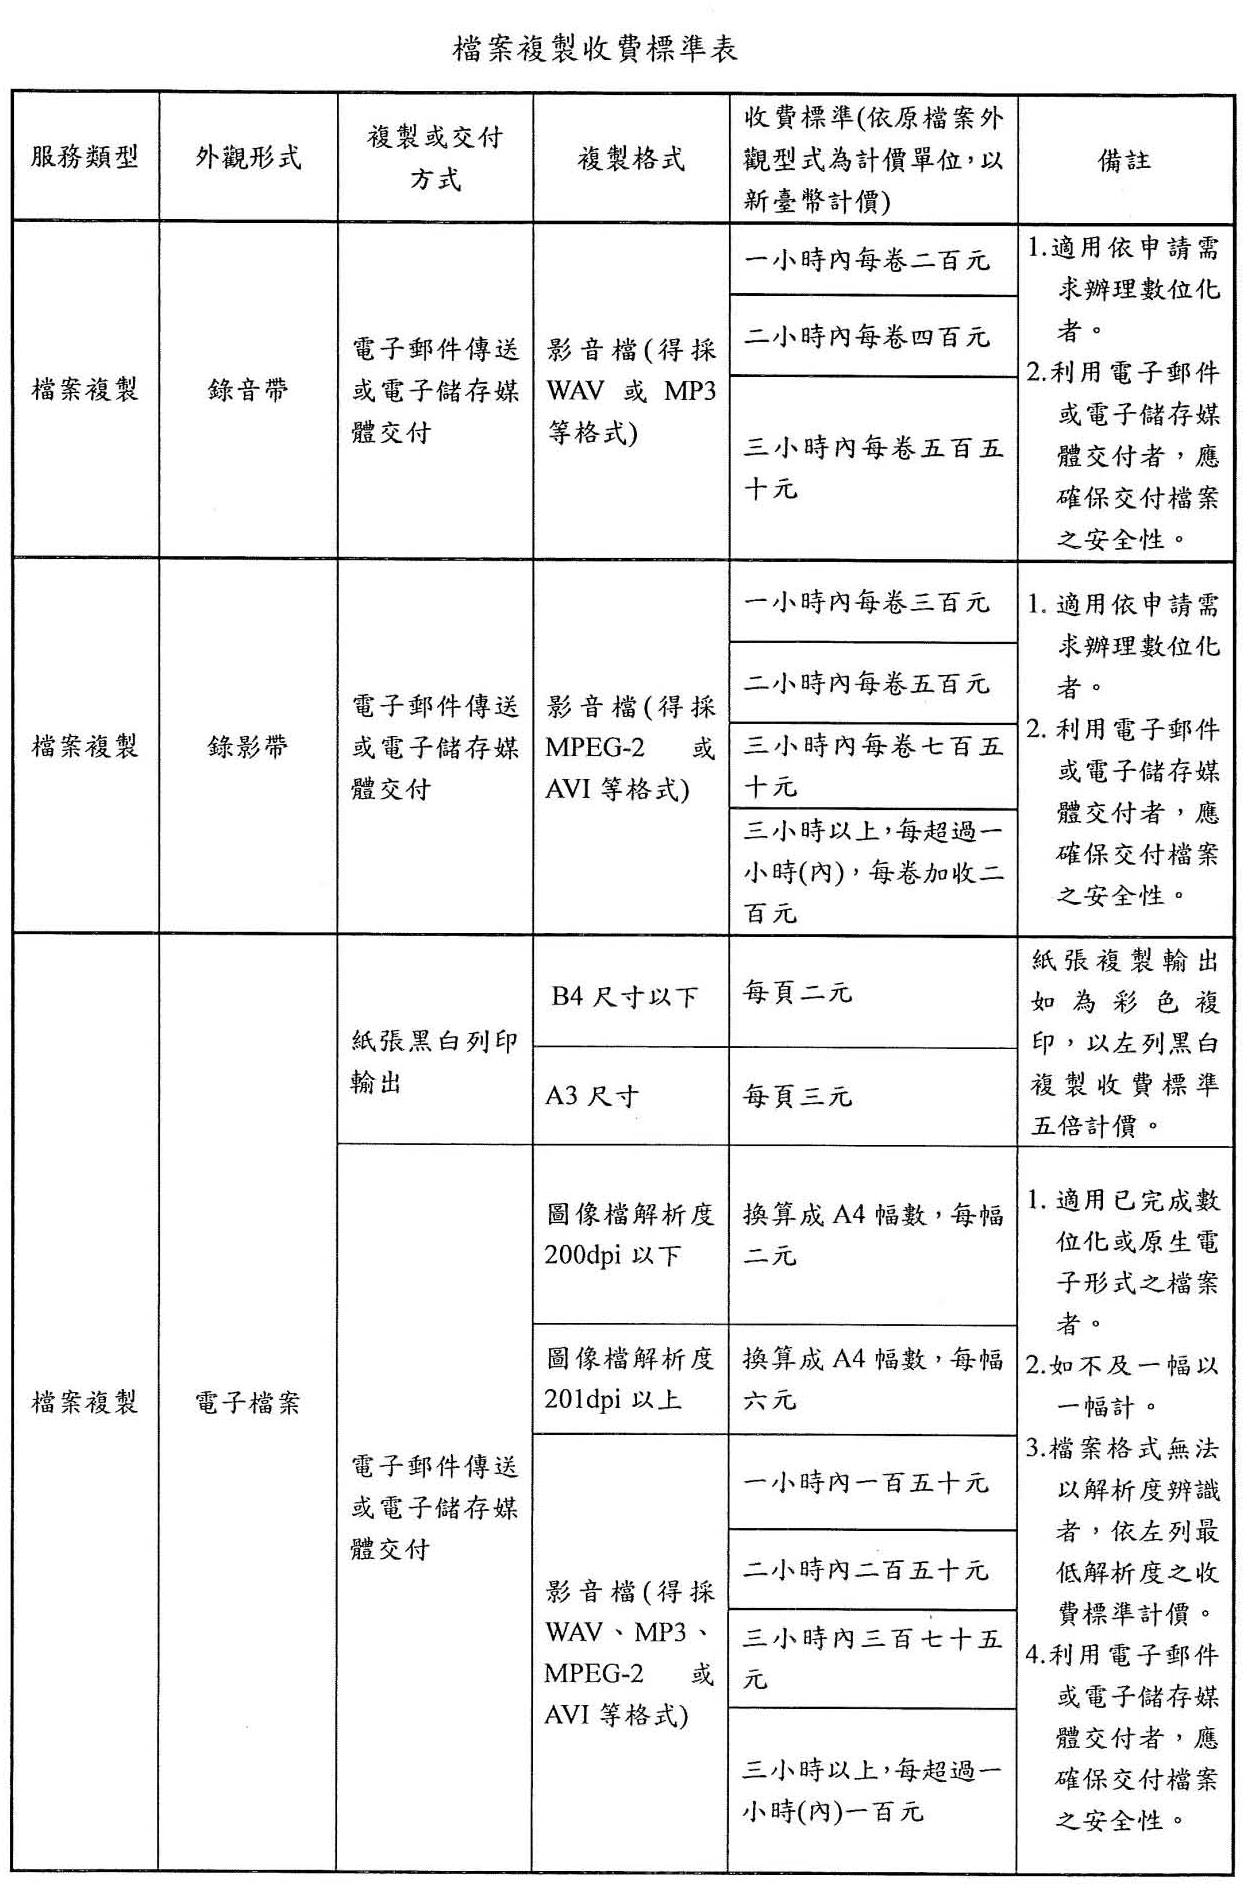 檔案複製收費標準表
服務類型
外觀形式
複製或交付
方式
複製格式
收費標準(依原檔案外
觀型式為計價單位，以
新臺幣計價)
備註
檔案複製
錄音帶
電子郵件傳送
或電子儲存媒
體交付
影音檔(得採
WAV 或 MP3
等格式)
一小時內每卷二百元
二小時內每卷四百元
三小時內每卷五百五
十元
1.適用依申請需
求辦理數位化
者。
2.利用電子郵件
或電子儲存媒
體交付者，應
確保交付檔案
之安全性。
檔案複製
錄影帶
電子郵件傳送
或電子儲存媒
體交付
影音檔(得採
MPEG-2 或
AVI 等格式)
一小時內每卷三百元
二小時內每卷五百元
三小時內每卷七百五
十元
三小時以上，每超過一
小時(內)，每卷加收二
百元
1. 適用依申請需
求辦理數位化
者。
2. 利用電子郵件
或電子儲存媒
體交付者，應
確保交付檔案
之安全性。
檔案複製
電子檔案
紙張黑白列印
輸出
B4 尺寸以下
每頁二元
A3 尺寸
每頁三元
紙張複製輸出
如為彩色複
印，以左列黑白
複製收費標準
五倍計價。
電子郵件傳送
或電子儲存媒
體交付
圖像檔解析度
200dpi 以下
換算成 A4 幅數，每幅
二元
圖像檔解析度
201dpi 以上
換算成 A4 幅數，每幅
六元
影音檔(得採
WAV、MP3、
MPEG-2 或
AVI 等格式)
一小時內一百五十元
二小時內二百五十元
三小時內三百七十五
元
三小時以上，每超過一
小時(內)一百元
1. 適用已完成數
位化或原生電
子形式之檔案
者。
2.如不及一幅以
一幅計。
3.檔案格式無法
以解析度辨識
者，依左列最
低解析度之收
費標準計價。
4.利用電子郵件
或電子儲存媒
體交付者，應
確保交付檔案
之安全性。